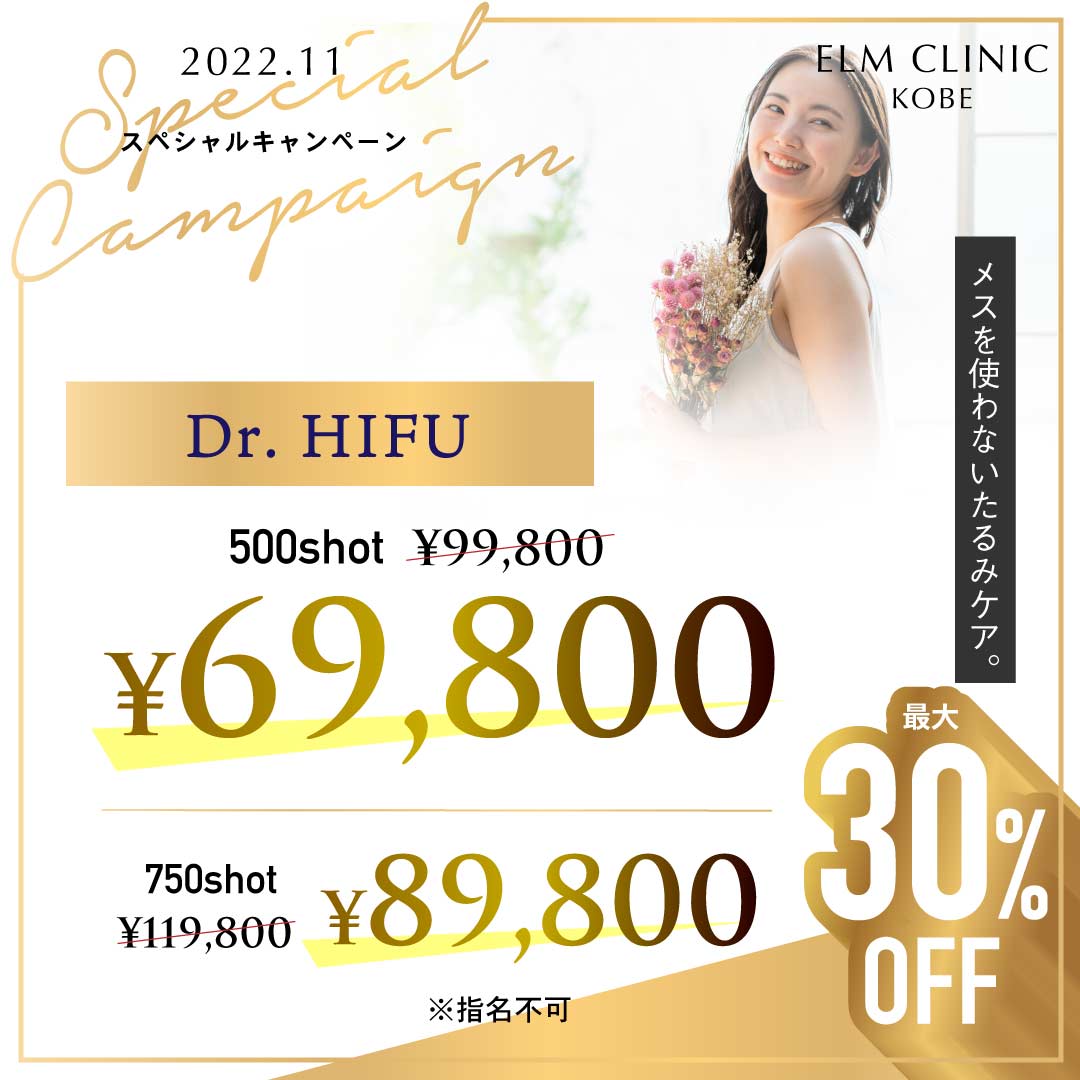 2022.11
Special
スペシャルキャンペーン
Campaign
ELM CLINIC
KOBE
メスを使わないたるみケア。
Dr. HIFU
500shot ¥99,800
¥69,800
750shot
¥119,800
¥89,800
※指名不可
最大
30%
OFF